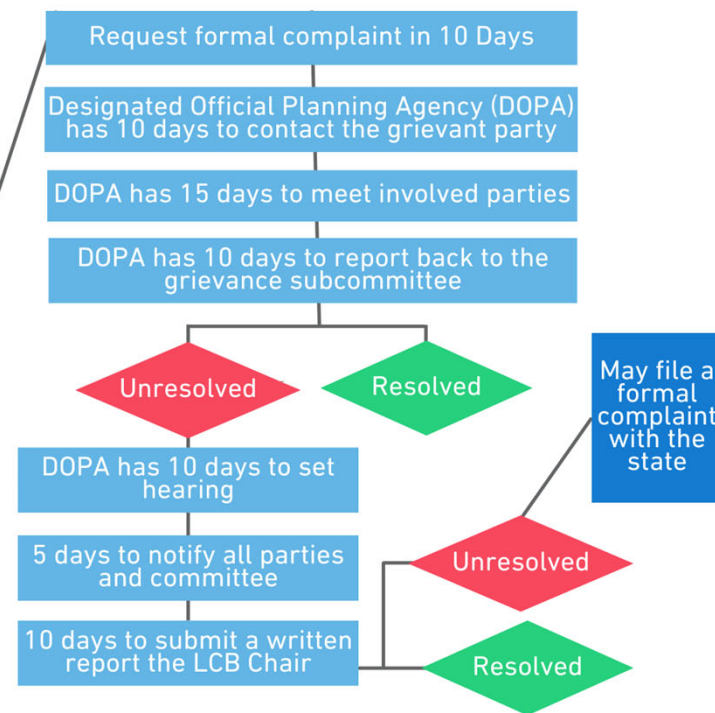 Request formal complaint in 10 Days
Designated Official Planning Agency (DOPA)
has 10 days to contact the grievant party
DOPA has 15 days to meet involved parties
DOPA has 10 days to report back to the
grievance subcommittee
Unresolved
Resolved
DOPA has 10 days to set
hearing
5 days to notify all parties
and committee
10 days to submit a written
report the LCB Chair
Unresolved
Resolved
May file a
formal
complaint
with the
state